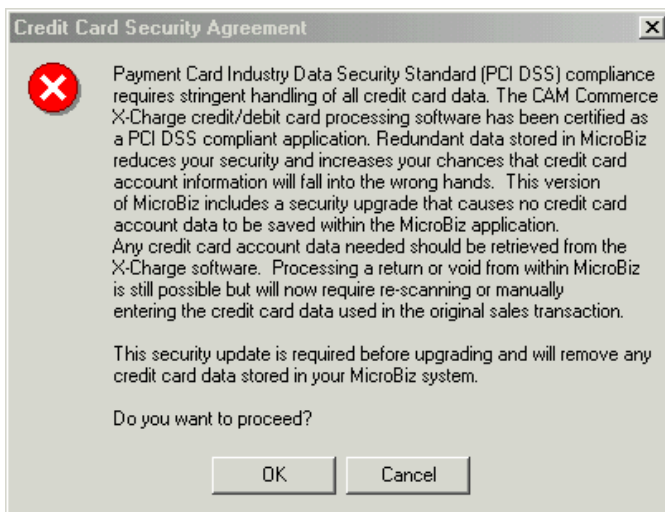 Credit Card Security Agreement
Payment Card Industry Data Security Standard (PCI DSS) compliance
requires stringent handling of all credit card data. The CAM Commerce
X-Charge credit/debit card processing software has been certified as
a PCI DSS compliant application. Redundant data stored in MicroBiz
reduces your security and increases your chances that credit card
account information will fall into the wrong hands.  This version
of MicroBiz includes a security upgrade that causes no credit card
account data to be saved within the MicroBiz application.
Any credit card account data needed should be retrieved from the
X-Charge software.  Processing a return or void from within MicroBiz
is still possible but will now require re-scanning or manually
entering the credit card data used in the original sales transaction.
This security update is required before upgrading and will remove any
credit card data stored in your MicroBiz system.
Do you want to proceed?
OK Cancel